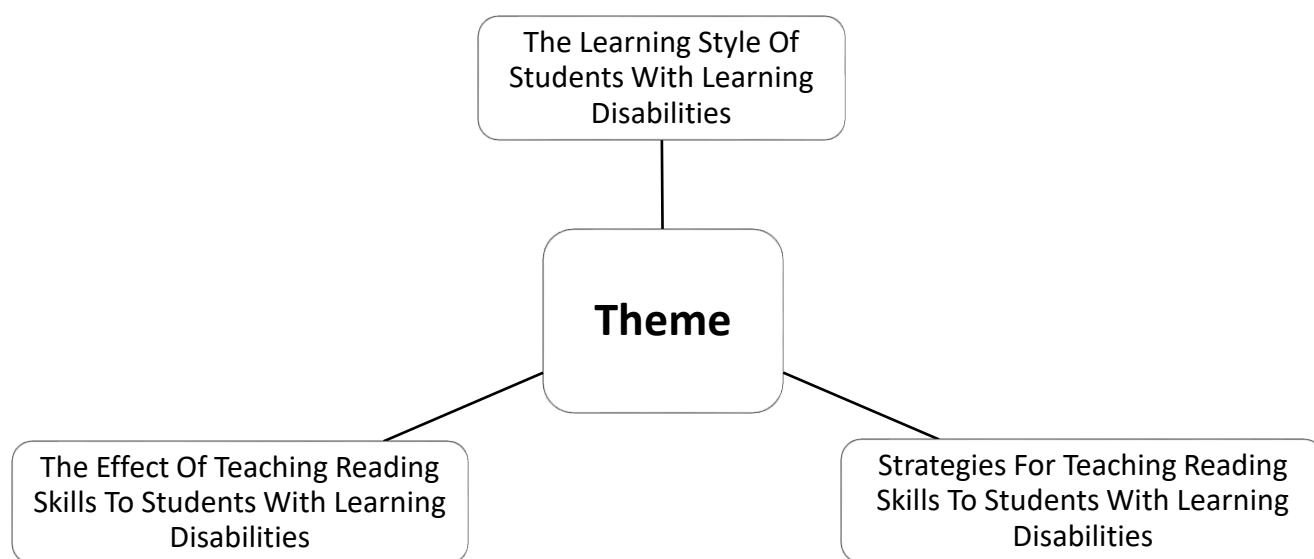 The Learning Style Of
Students With Learning
Disabilities
Theme
The Effect Of Teaching Reading
Skills To Students With Learning
Disabilities
Strategies For Teaching Reading
Skills To Students With Learning
Disabilities